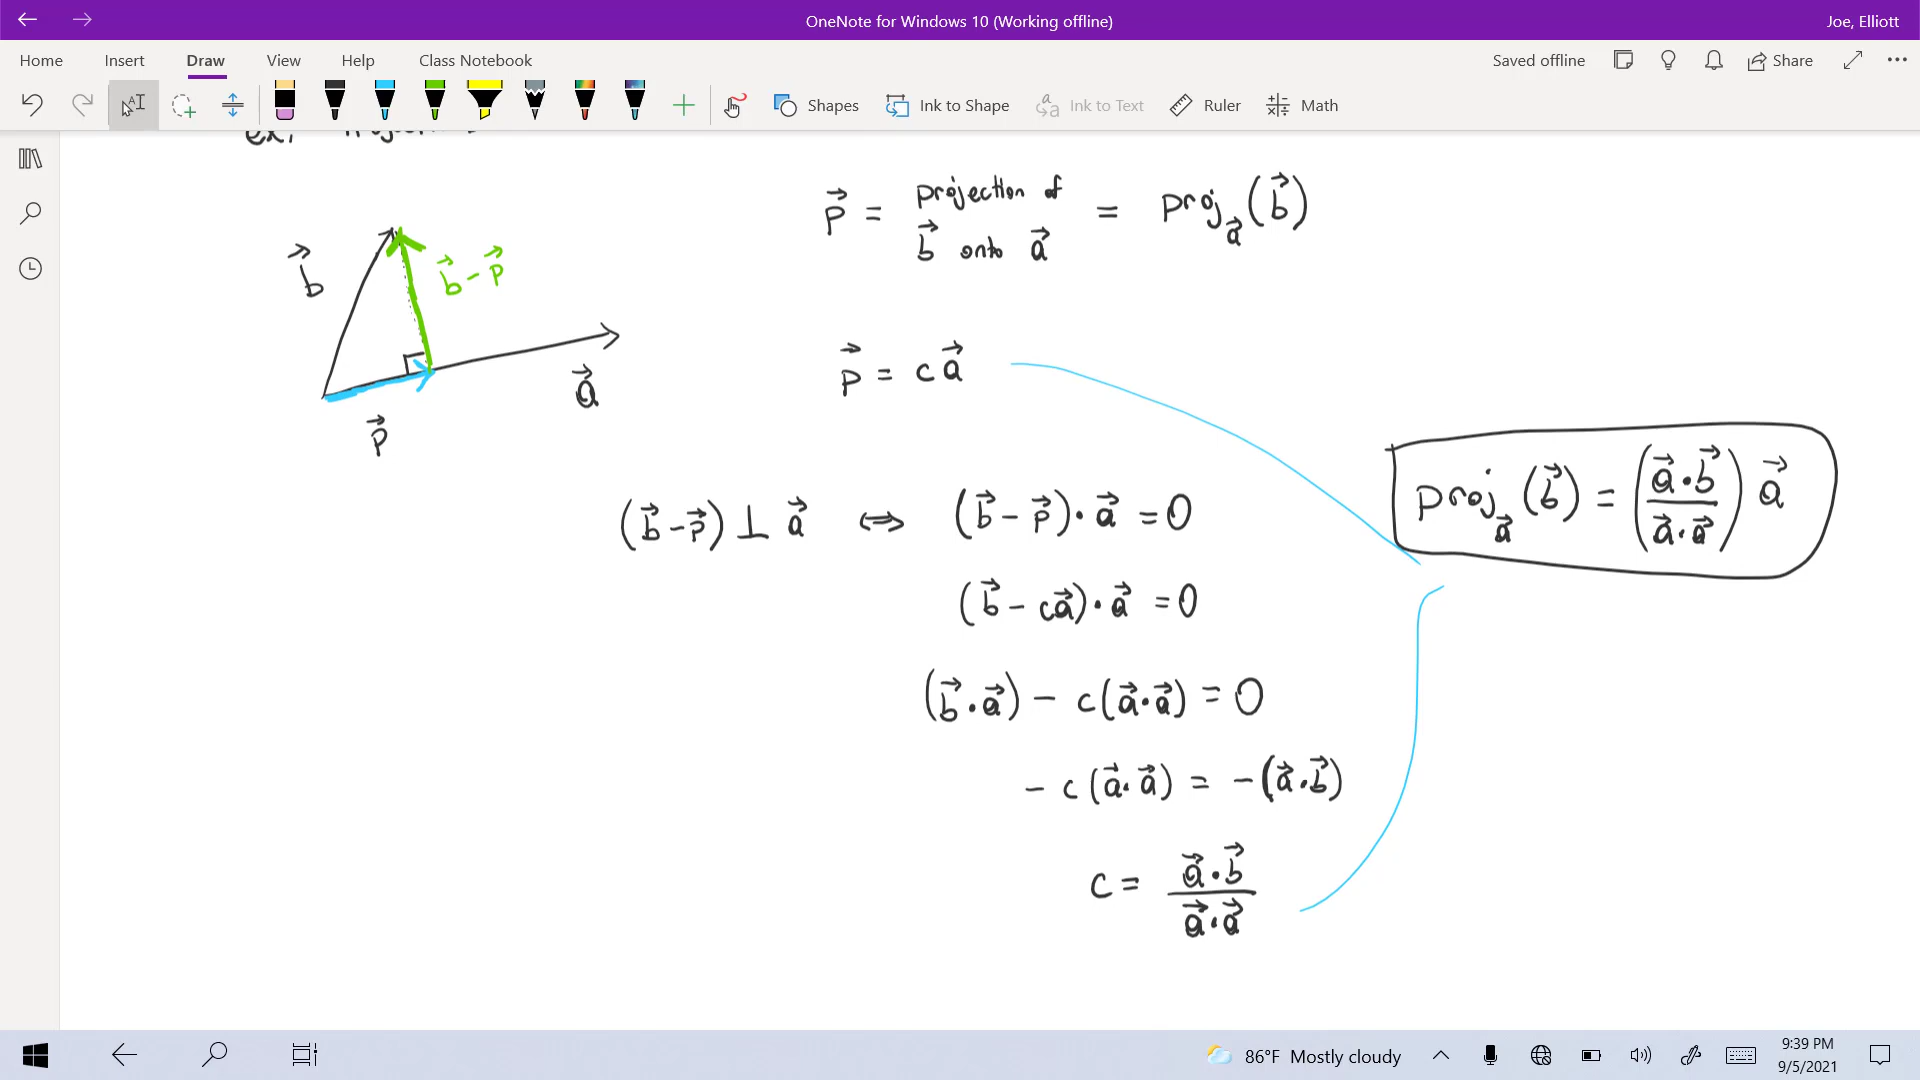 OneNote for Windows 10 (Working offline)
Joe, Elliott
Home Insert Draw View Help Class Notebook
Saved offline Share
Shapes Ink to Shape Ink to Text Ruler Math
ex:
p⃗ = projection of b⃗ onto a⃗ = proj_a⃗ (b⃗)
b⃗
b⃗ - p⃗
a⃗
p⃗
p⃗ = c a⃗
proj_a⃗ (b⃗) = (a⃗ · b⃗ / a⃗ · a⃗) a⃗
(b⃗ - p⃗) ⊥ a⃗ ⇔ (b⃗ - p⃗) · a⃗ = 0
(b⃗ - ca⃗) · a⃗ = 0
(b⃗ · a⃗) - c(a⃗ · a⃗) = 0
- c(a⃗ · a⃗) = -(a⃗ · b⃗)
c = a⃗ · b⃗ / a⃗ · a⃗
86°F Mostly cloudy
9:39 PM
9/5/2021